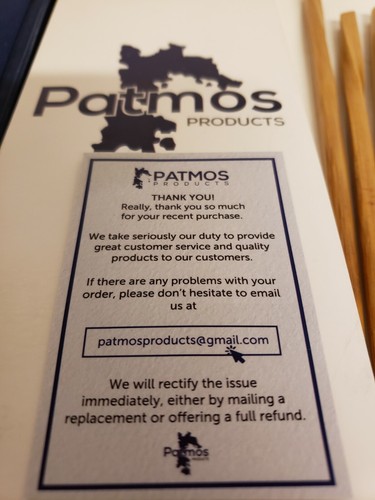 Patmos
PRODUCTS
PATMOS
PRODUCTS
THANK YOU!
Really, thank you so much
for your recent purchase.
We take seriously our duty to provide
great customer service and quality
products to our customers.
If there are any problems with your
order, please don't hesitate to email
us at
patmosproducts@gmail.com
We will rectify the issue
immediately, either by mailing a
replacement or offering a full refund.
Patmos
PRODUCTS